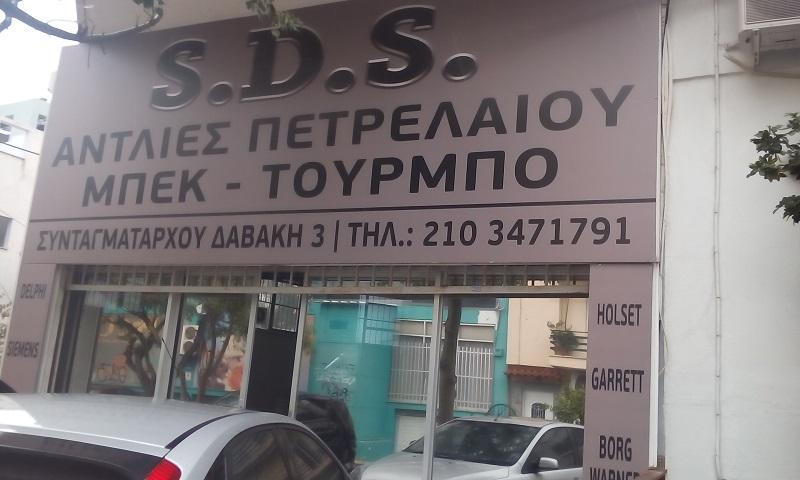 S.D.S.
ΑΝΤΛΙΕΣ ΠΕΤΡΕΛΑΙΟΥ
ΜΠΕΚ - ΤΟΥΡΜΠΟ
ΣΥΝΤΑΓΜΑΤΑΡΧΟΥ ΔΑΒΑΚΗ 3 | ΤΗΛ.: 210 3471791
DELPHI
SIEMENS
HOLSET
GARRETT
BORG
WARNER